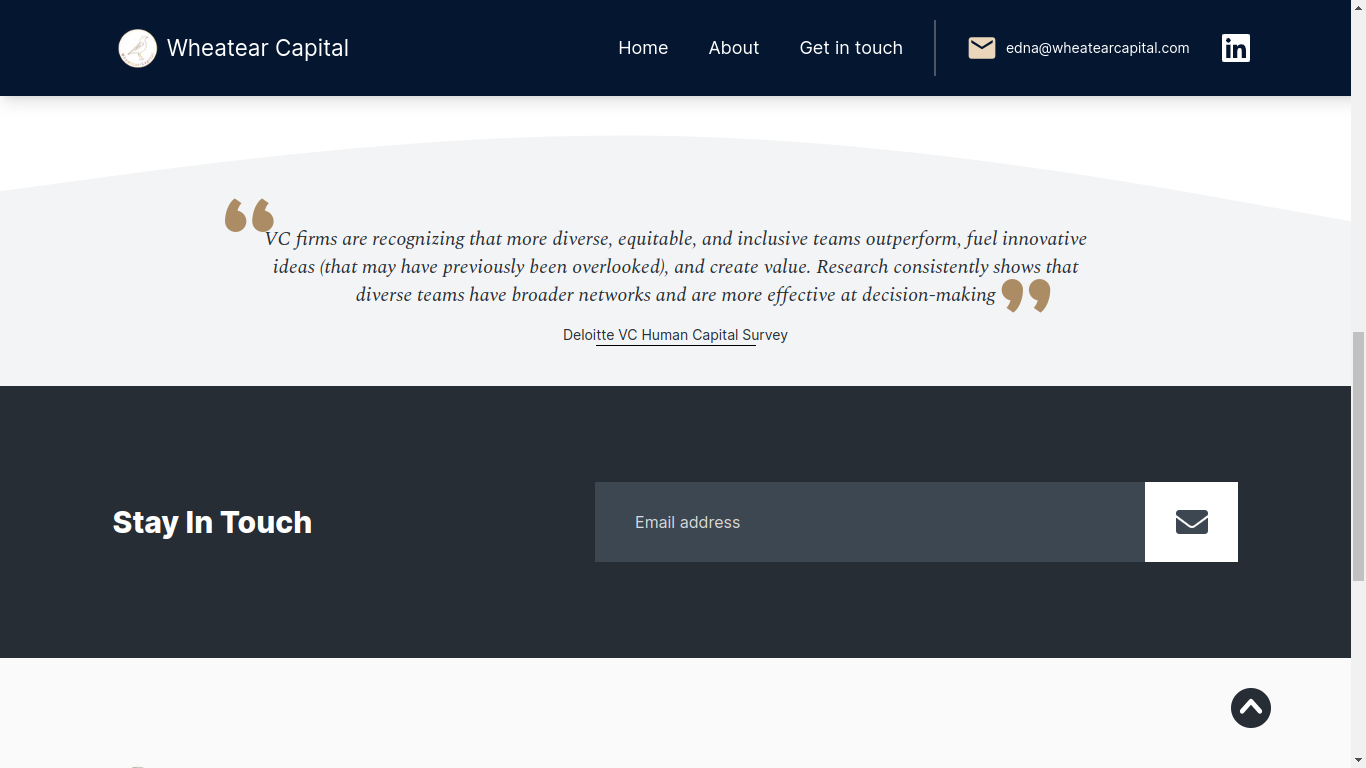 Wheatear Capital
Home
About
Get in touch
edna@wheatearcapital.com
in
“
VC firms are recognizing that more diverse, equitable, and inclusive teams outperform, fuel innovative
ideas (that may have previously been overlooked), and create value. Research consistently shows that
diverse teams have broader networks and are more effective at decision-making ”
Deloitte VC Human Capital Survey
Stay In Touch
Email address